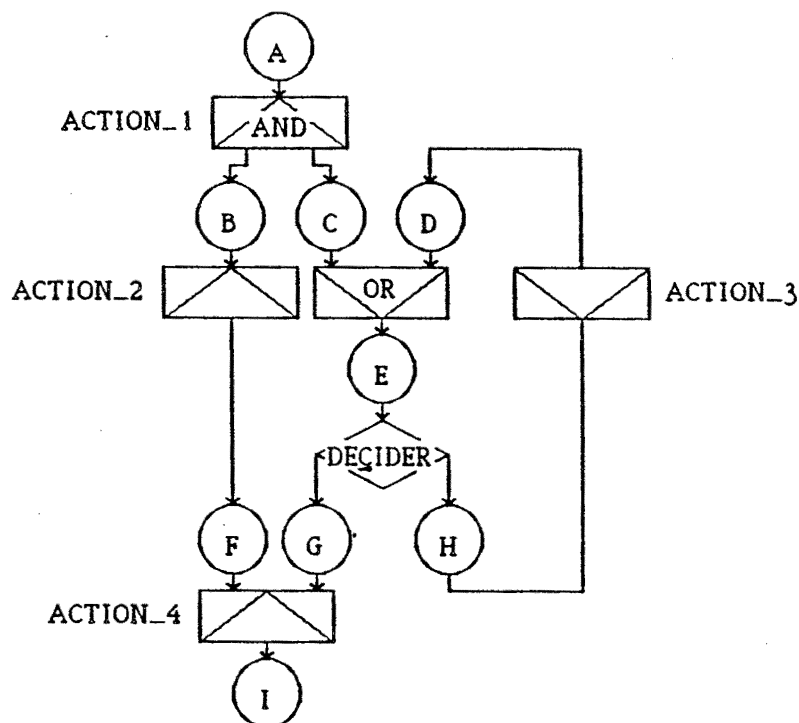 A
ACTION_1
AND
B
C
D
ACTION_2
OR
ACTION_3
E
DECIDER
F
G
H
ACTION_4
I